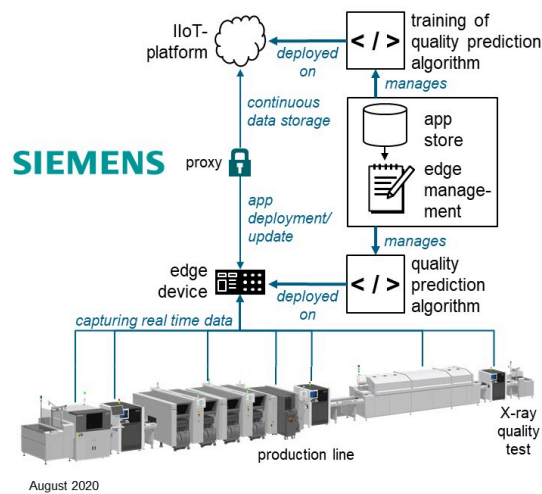 IIoT-
platform
deployed
on
< / >
training of
quality prediction
algorithm
manages
continuous
data storage
app
store
SIEMENS
proxy
edge
manage-
ment
app
deployment/
update
manages
edge
device
deployed
on
< / >
quality
prediction
algorithm
capturing real time data
X-ray
quality
test
production line
August 2020